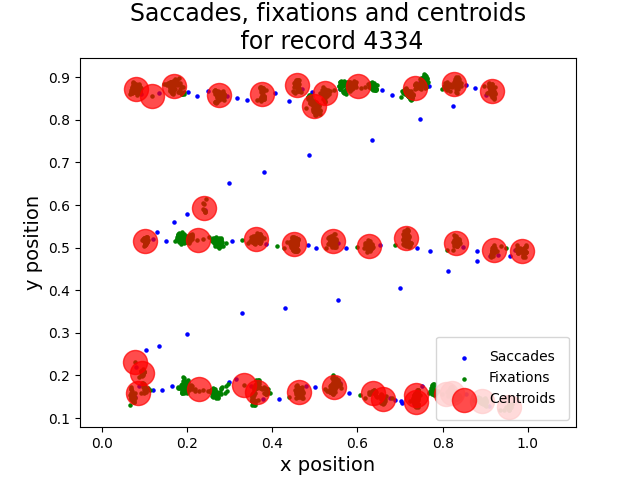 Saccades, fixations and centroids
for record 4334
y position
0.9
0.8
0.7
0.6
0.5
0.4
0.3
0.2
0.1
Saccades
Fixations
Centroids
0.0 0.2 0.4 0.6 0.8 1.0
x position